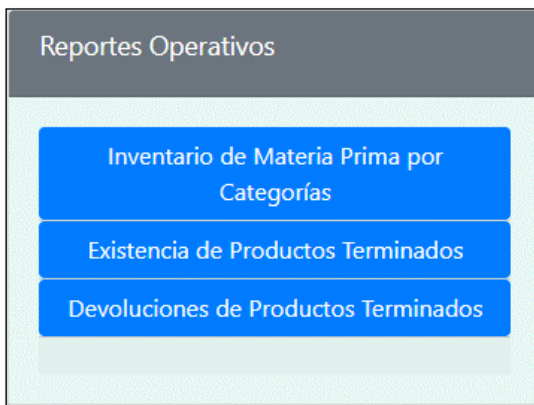 Reportes Operativos
Inventario de Materia Prima por
Categorías
Existencia de Productos Terminados
Devoluciones de Productos Terminados